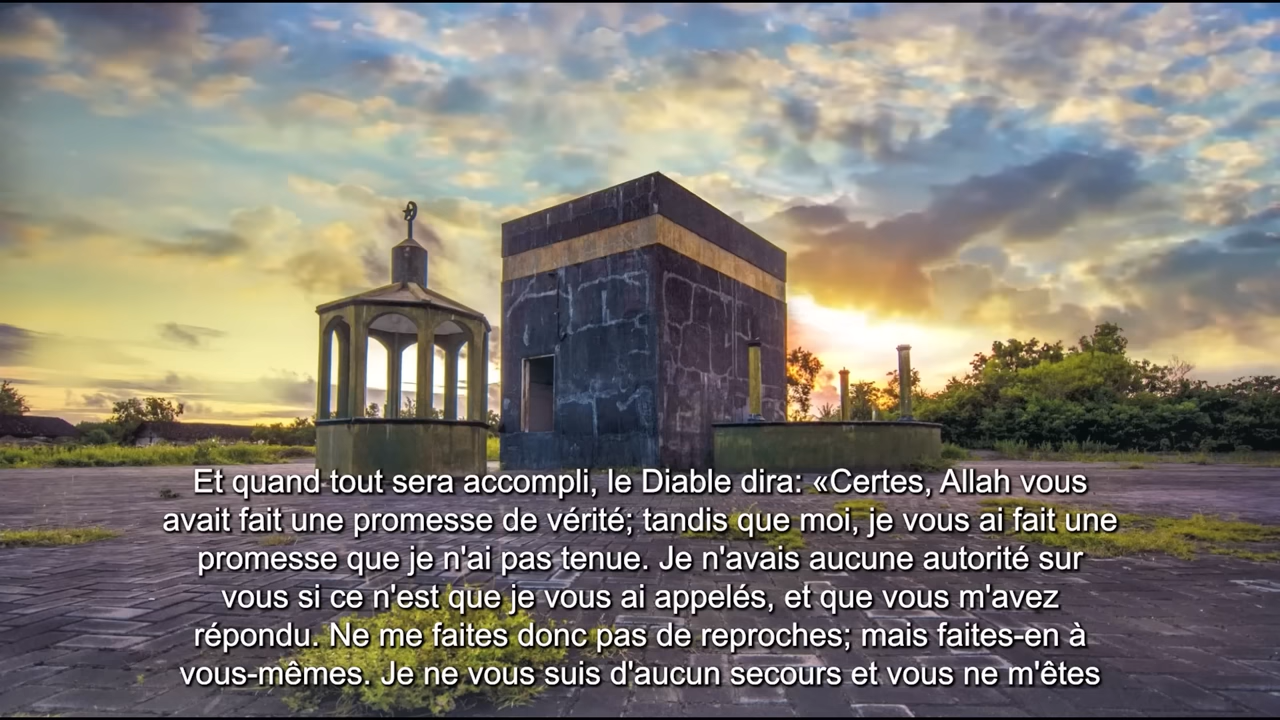 Et quand tout sera accompli, le Diable dira: «Certes, Allah vous
avait fait une promesse de vérité; tandis que moi, je vous ai fait une
promesse que je n'ai pas tenue. Je n'avais aucune autorité sur
vous si ce n'est que je vous ai appelés, et que vous m'avez
répondu. Ne me faites donc pas de reproches; mais faites-en à
vous-mêmes. Je ne vous suis d'aucun secours et vous ne m'êtes